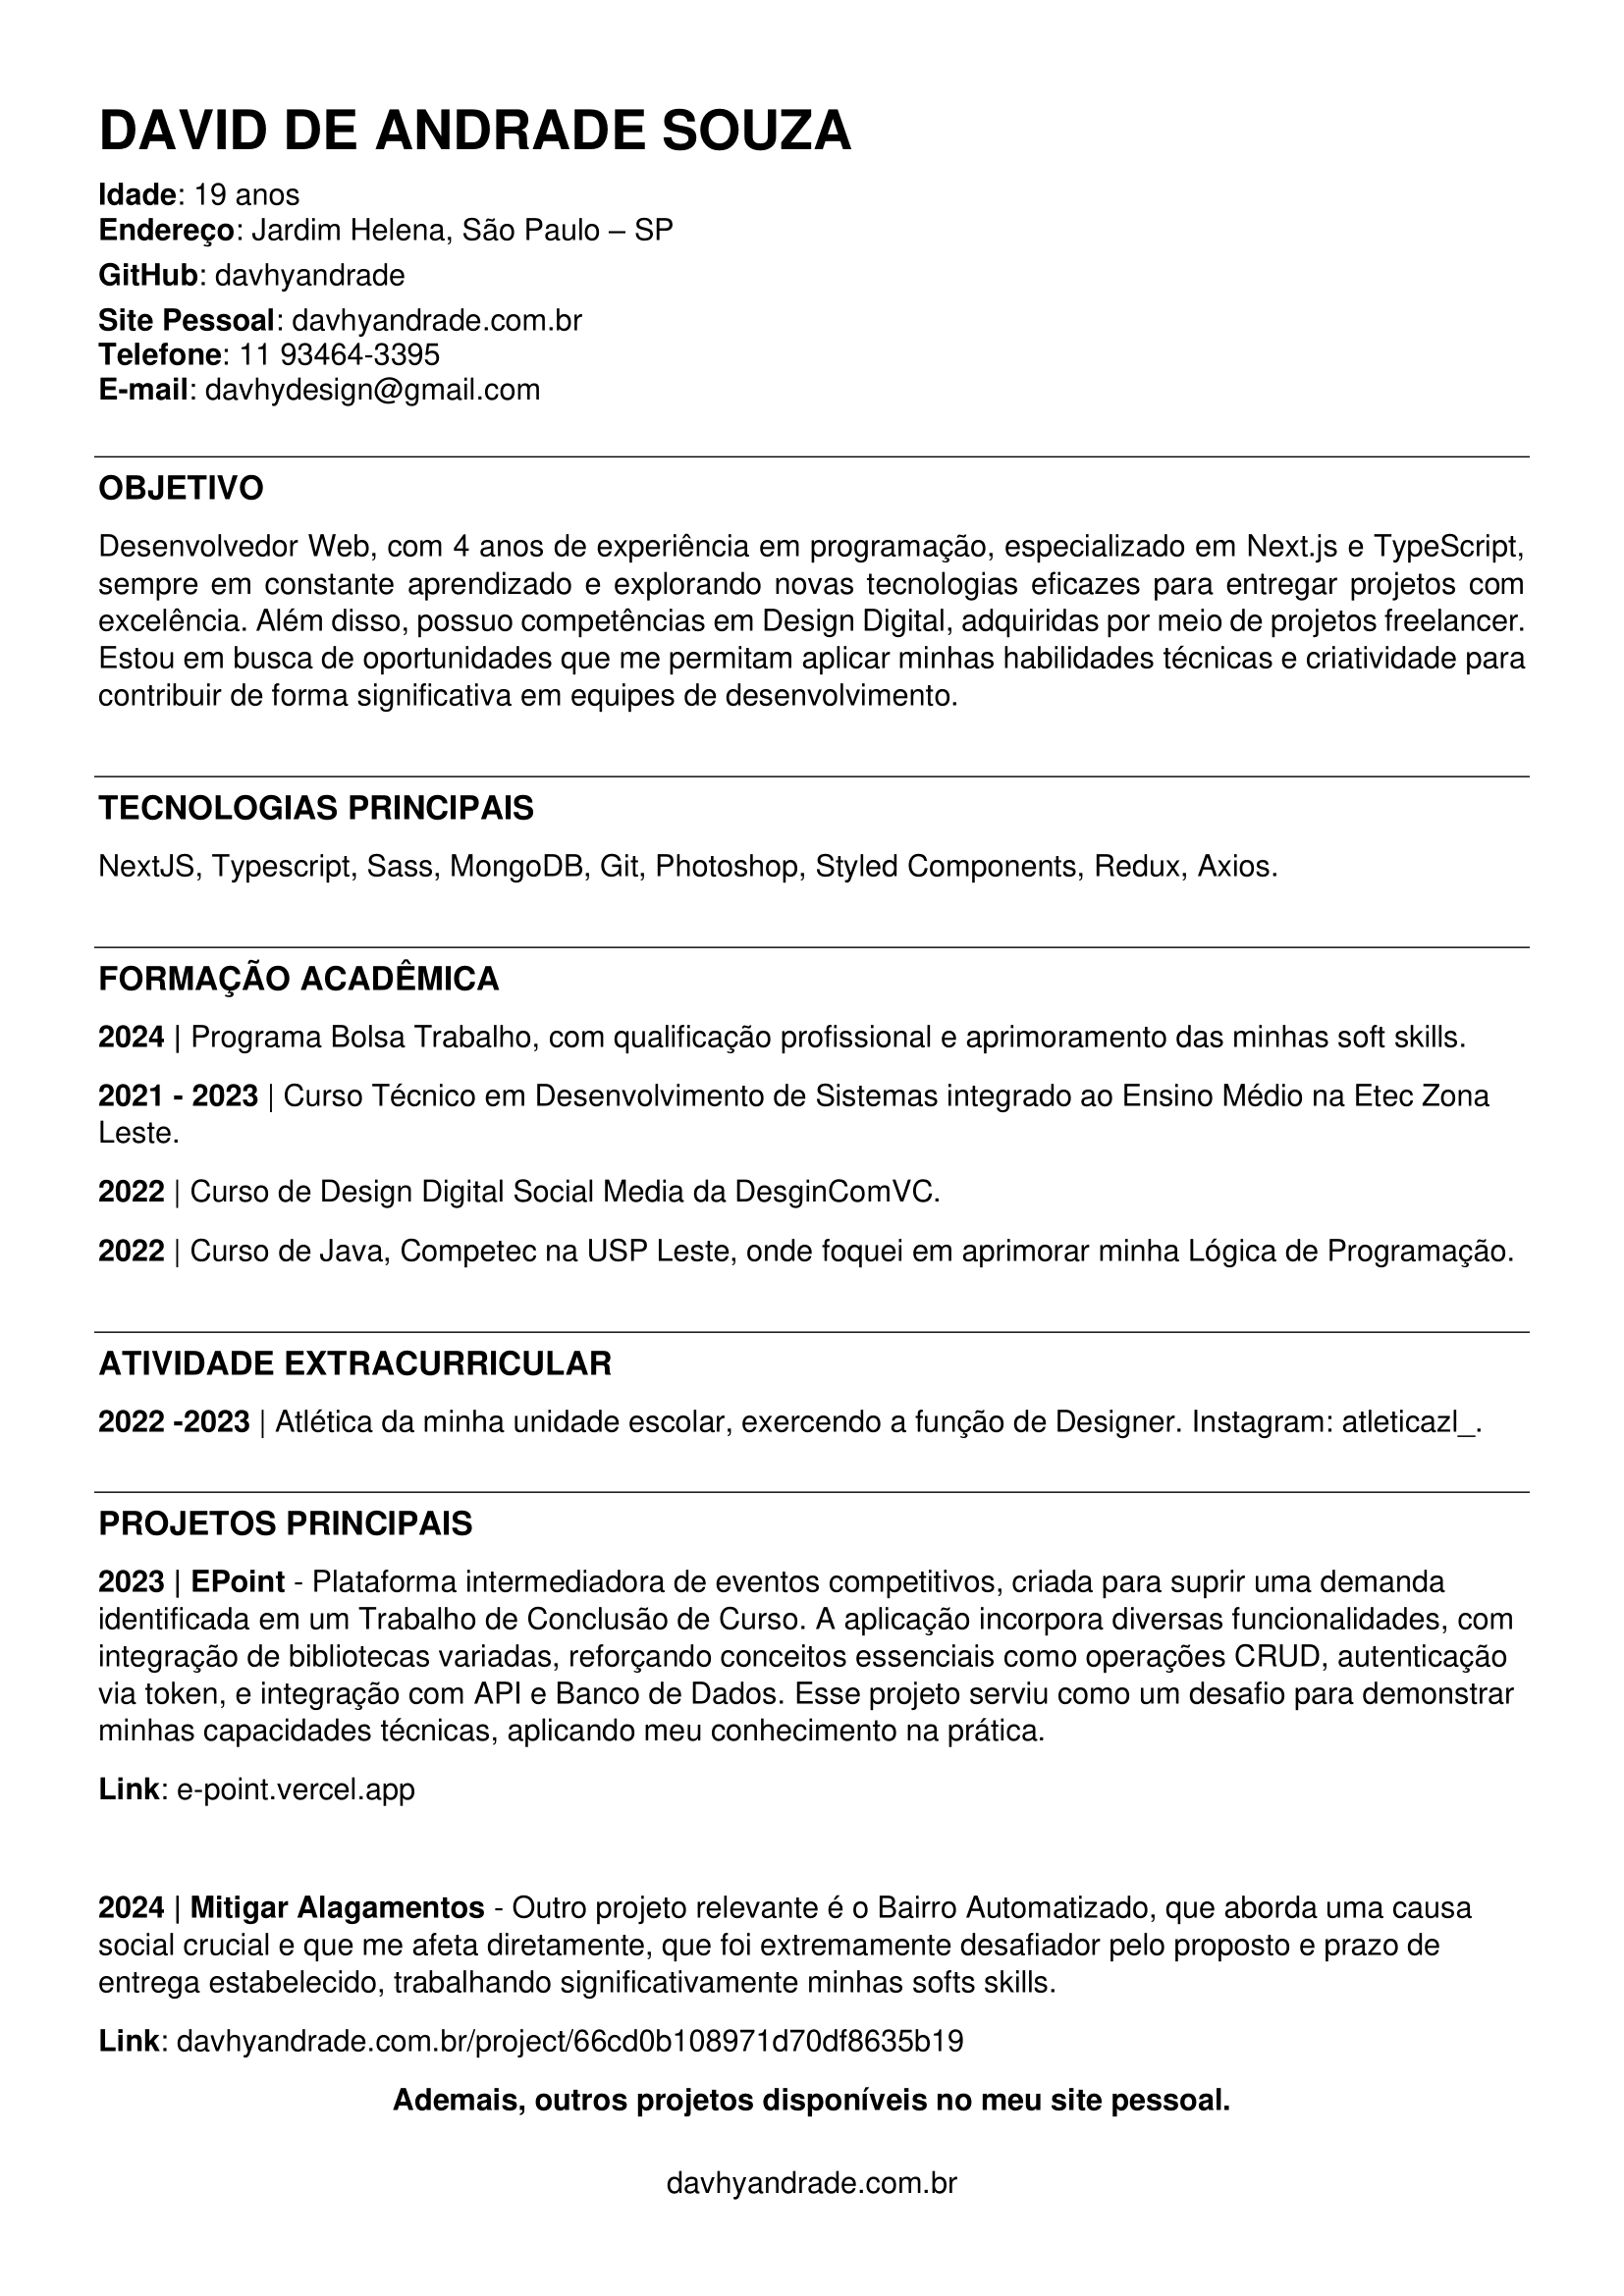 DAVID DE ANDRADE SOUZA
Idade: 19 anos
Endereço: Jardim Helena, São Paulo – SP
GitHub: davhyandrade
Site Pessoal: davhyandrade.com.br
Telefone: 11 93464-3395
E-mail: davhydesign@gmail.com
OBJETIVO
Desenvolvedor Web, com 4 anos de experiência em programação, especializado em Next.js e TypeScript,
sempre em constante aprendizado e explorando novas tecnologias eficazes para entregar projetos com
excelência. Além disso, possuo competências em Design Digital, adquiridas por meio de projetos freelancer.
Estou em busca de oportunidades que me permitam aplicar minhas habilidades técnicas e criatividade para
contribuir de forma significativa em equipes de desenvolvimento.
TECNOLOGIAS PRINCIPAIS
NextJS, Typescript, Sass, MongoDB, Git, Photoshop, Styled Components, Redux, Axios.
FORMAÇÃO ACADÊMICA
2024 | Programa Bolsa Trabalho, com qualificação profissional e aprimoramento das minhas soft skills.
2021 - 2023 | Curso Técnico em Desenvolvimento de Sistemas integrado ao Ensino Médio na Etec Zona
Leste.
2022 | Curso de Design Digital Social Media da DesginComVC.
2022 | Curso de Java, Competec na USP Leste, onde foquei em aprimorar minha Lógica de Programação.
ATIVIDADE EXTRACURRICULAR
2022 -2023 | Atlética da minha unidade escolar, exercendo a função de Designer. Instagram: atleticazl_.
PROJETOS PRINCIPAIS
2023 | EPoint - Plataforma intermediadora de eventos competitivos, criada para suprir uma demanda
identificada em um Trabalho de Conclusão de Curso. A aplicação incorpora diversas funcionalidades, com
integração de bibliotecas variadas, reforçando conceitos essenciais como operações CRUD, autenticação
via token, e integração com API e Banco de Dados. Esse projeto serviu como um desafio para demonstrar
minhas capacidades técnicas, aplicando meu conhecimento na prática.
Link: e-point.vercel.app
2024 | Mitigar Alagamentos - Outro projeto relevante é o Bairro Automatizado, que aborda uma causa
social crucial e que me afeta diretamente, que foi extremamente desafiador pelo proposto e prazo de
entrega estabelecido, trabalhando significativamente minhas softs skills.
Link: davhyandrade.com.br/project/66cd0b108971d70df8635b19
Ademais, outros projetos disponíveis no meu site pessoal.
davhyandrade.com.br